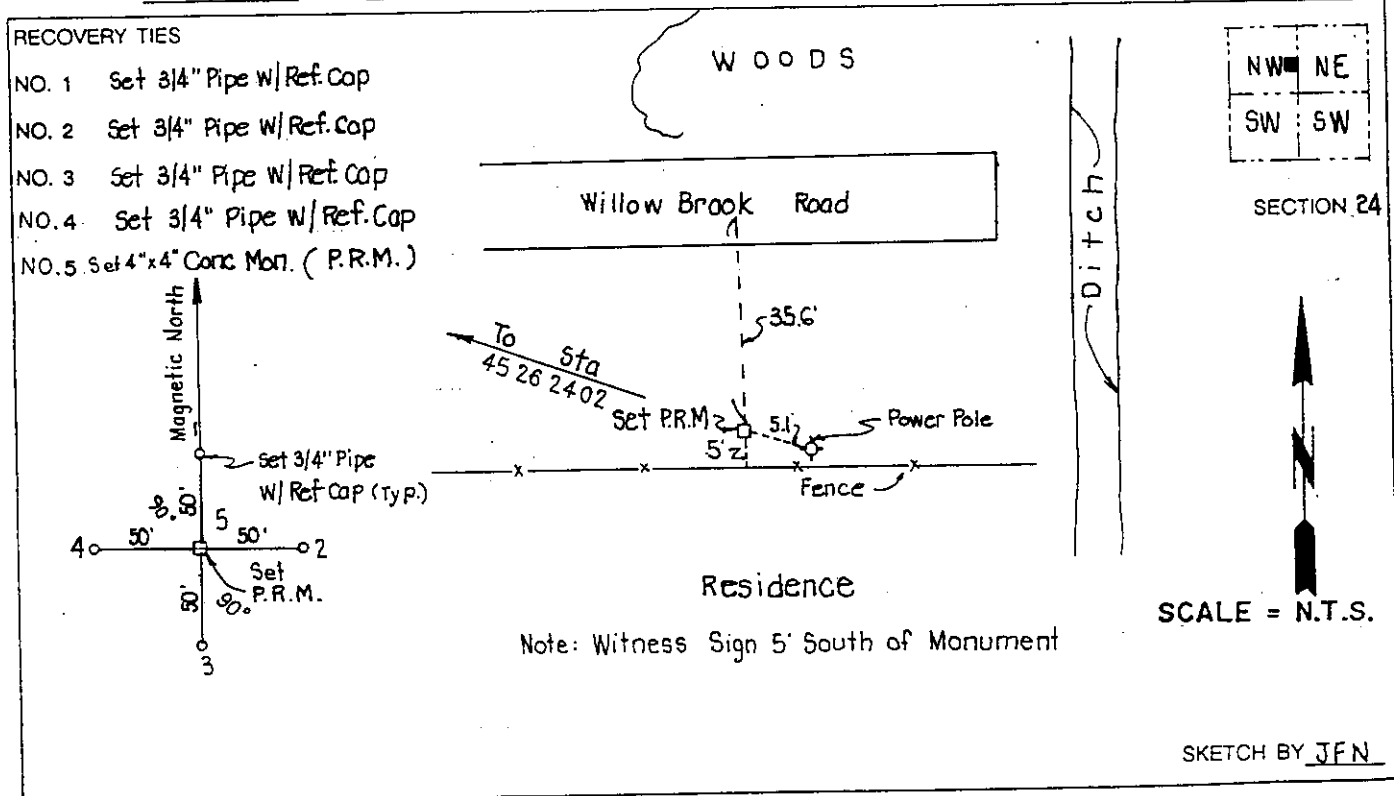 RECOVERY TIES
NO. 1 Set 3/4" Pipe W/Ref. Cap
NO. 2 Set 3/4" Pipe W/Ref. Cap
NO. 3 Set 3/4" Pipe W/Ref. Cap
NO. 4 Set 3/4" Pipe W/Ref. Cap
NO. 5 Set 4"x4" Conc Mon. ( P.R.M. )
WOODS
Willow Brook Road
Ditch
NW NE
SW SW
SECTION 24
35.6'
To Sta
45 26 24 02
Set P.R.M
5.1'
Power Pole
Fence
Magnetic North
Set 3/4" Pipe
W/ Ref Cap (Typ.)
50'
5
4 50' 50' 2
Set
P.R.M.
50' 90°
3
Residence
Note: Witness Sign 5' South of Monument
N
SCALE = N.T.S.
SKETCH BY JFN